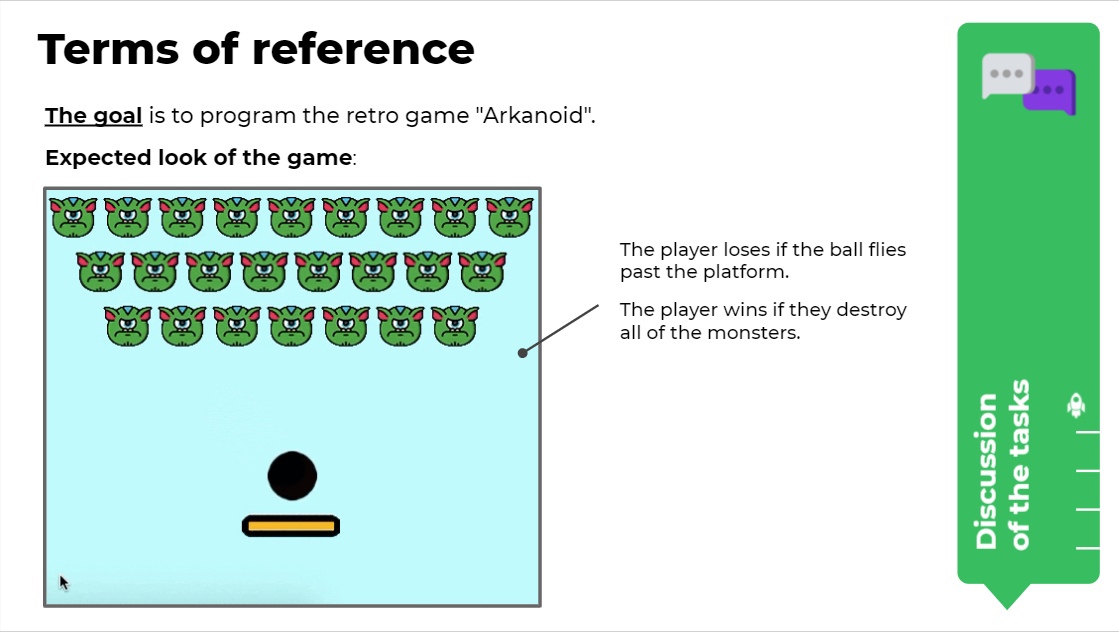 Terms of reference
The goal is to program the retro game "Arkanoid".
Expected look of the game:
The player loses if the ball flies
past the platform.
The player wins if they destroy
all of the monsters.
Discussion
of the tasks